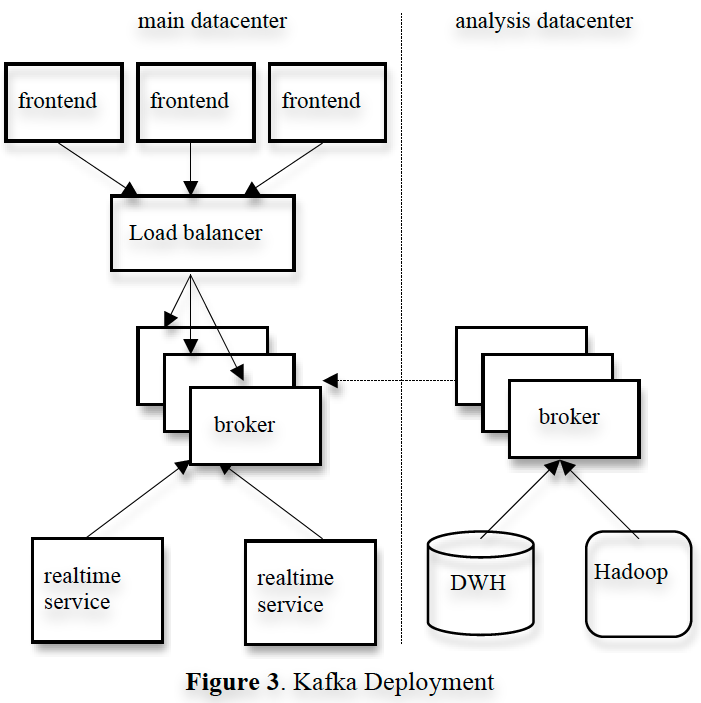 main datacenter
analysis datacenter
frontend
frontend
frontend
Load balancer
broker
broker
realtime
service
realtime
service
DWH
Hadoop
Figure 3. Kafka Deployment